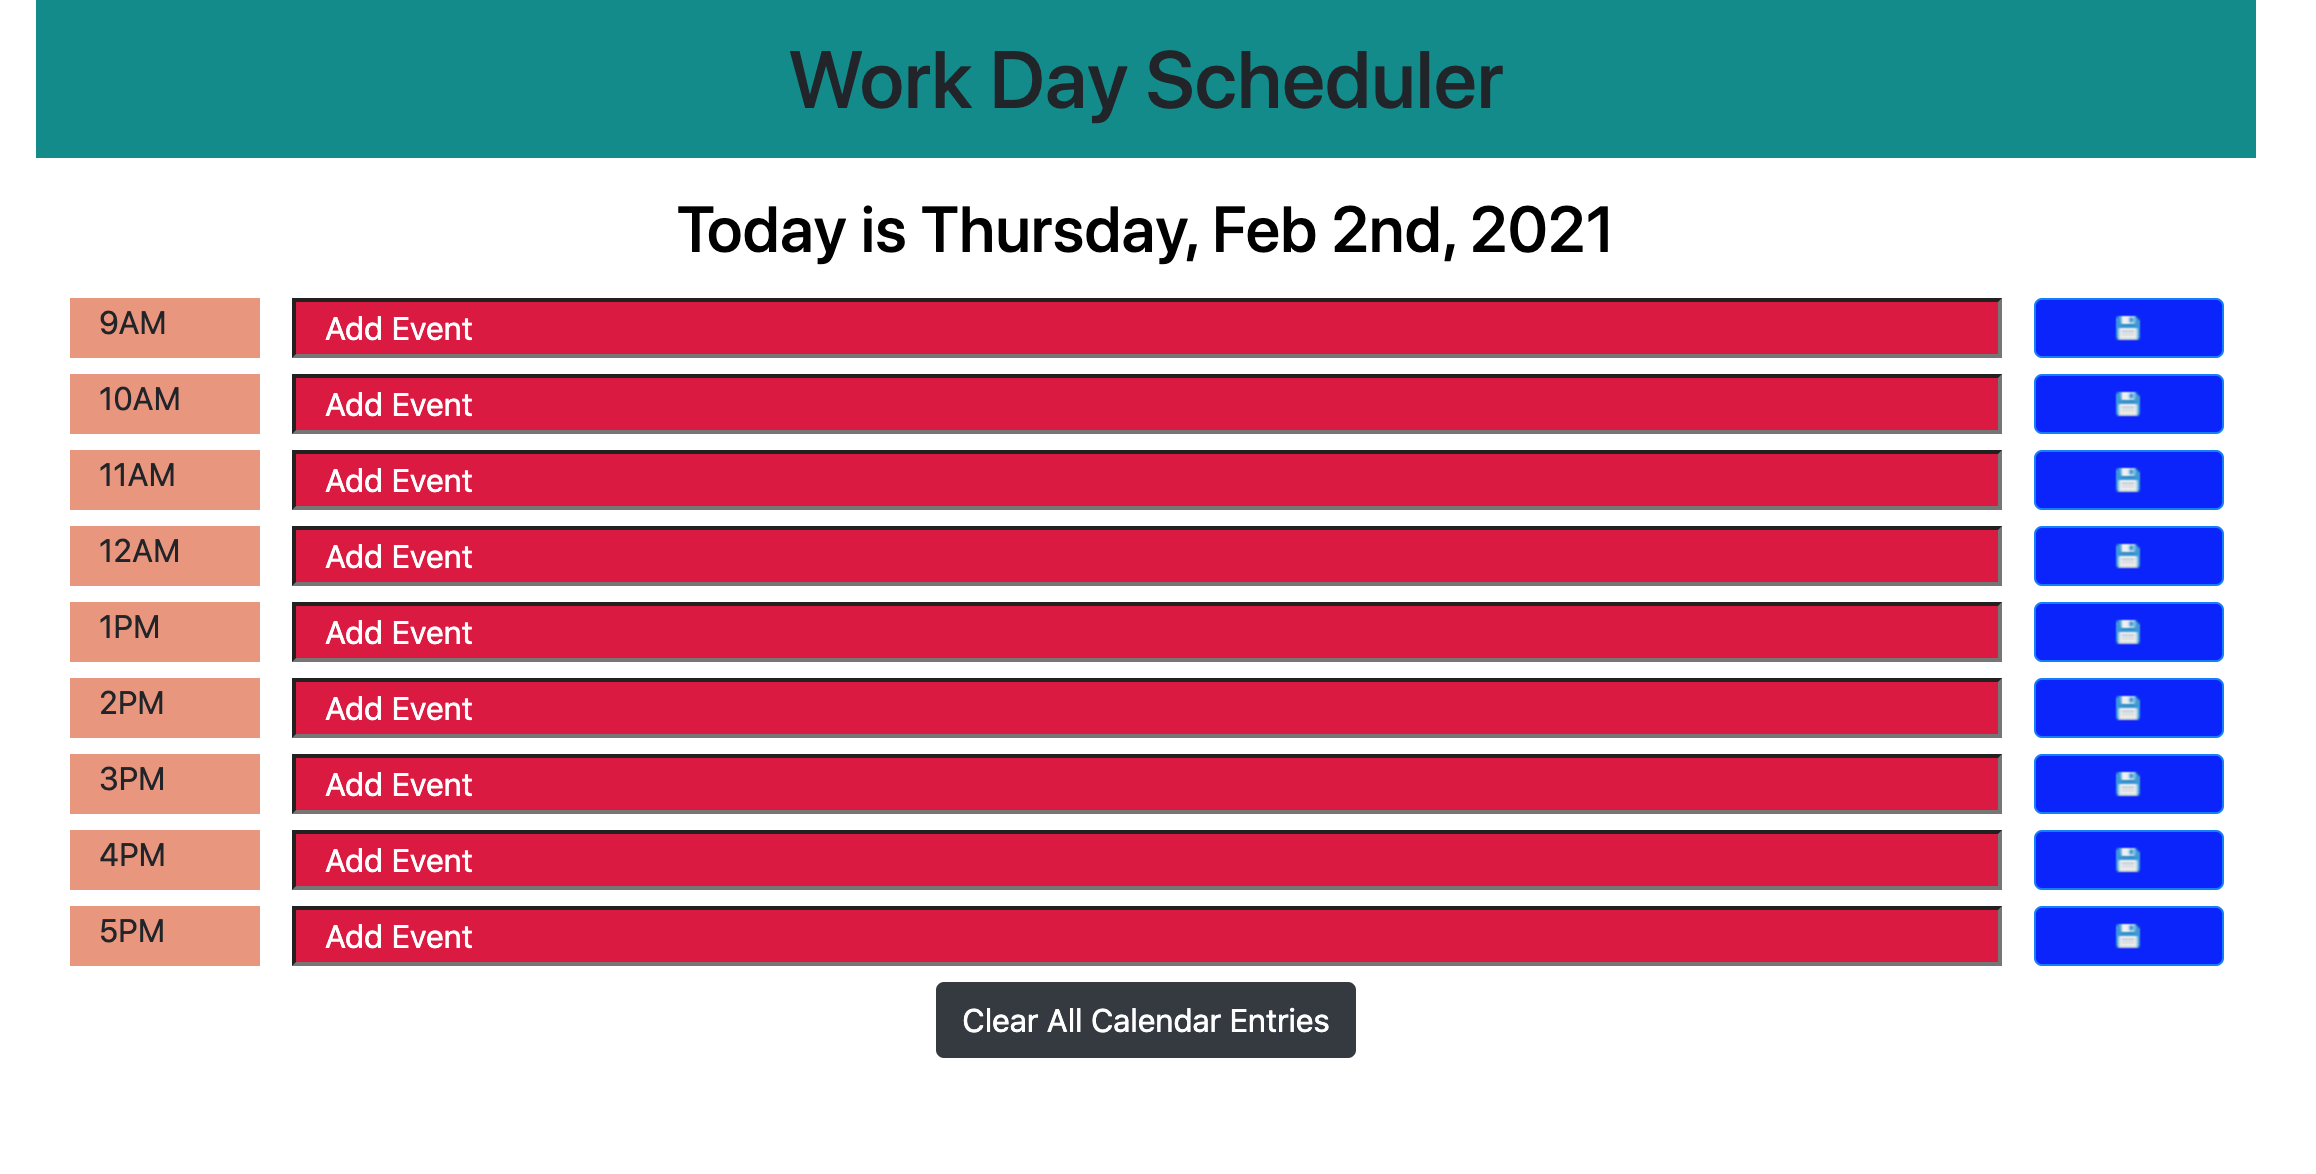 Work Day Scheduler
Today is Thursday, Feb 2nd, 2021
9AM Add Event
10AM Add Event
11AM Add Event
12AM Add Event
1PM Add Event
2PM Add Event
3PM Add Event
4PM Add Event
5PM Add Event
Clear All Calendar Entries